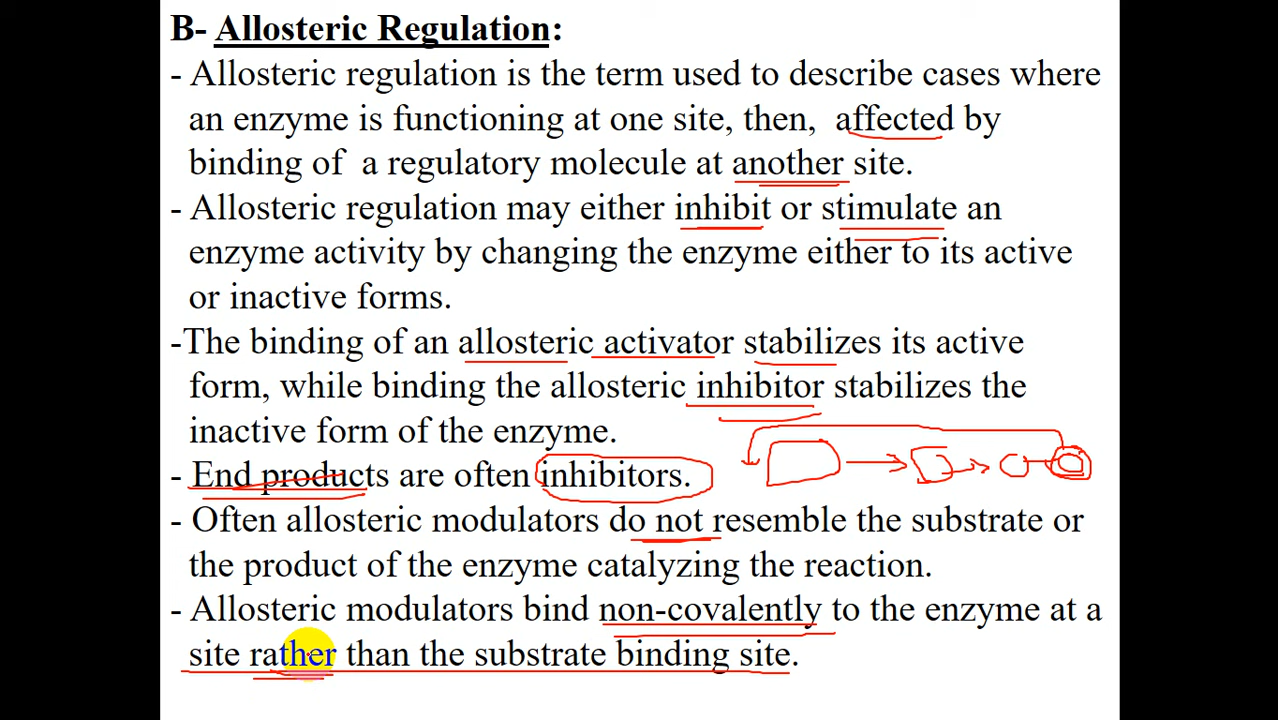 B- Allosteric Regulation:
- Allosteric regulation is the term used to describe cases where
an enzyme is functioning at one site, then, affected by
binding of a regulatory molecule at another site.
- Allosteric regulation may either inhibit or stimulate an
enzyme activity by changing the enzyme either to its active
or inactive forms.
-The binding of an allosteric activator stabilizes its active
form, while binding the allosteric inhibitor stabilizes the
inactive form of the enzyme.
- End products are often inhibitors.
- Often allosteric modulators do not resemble the substrate or
the product of the enzyme catalyzing the reaction.
- Allosteric modulators bind non-covalently to the enzyme at a
site rather than the substrate binding site.